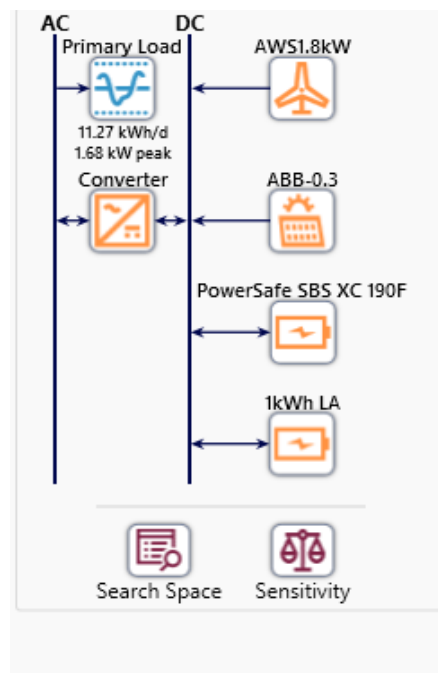 AC
DC
Primary Load
AWS1.8kW
11.27 kWh/d
1.68 kW peak
Converter
ABB-0.3
PowerSafe SBS XC 190F
1kWh LA
Search Space
Sensitivity